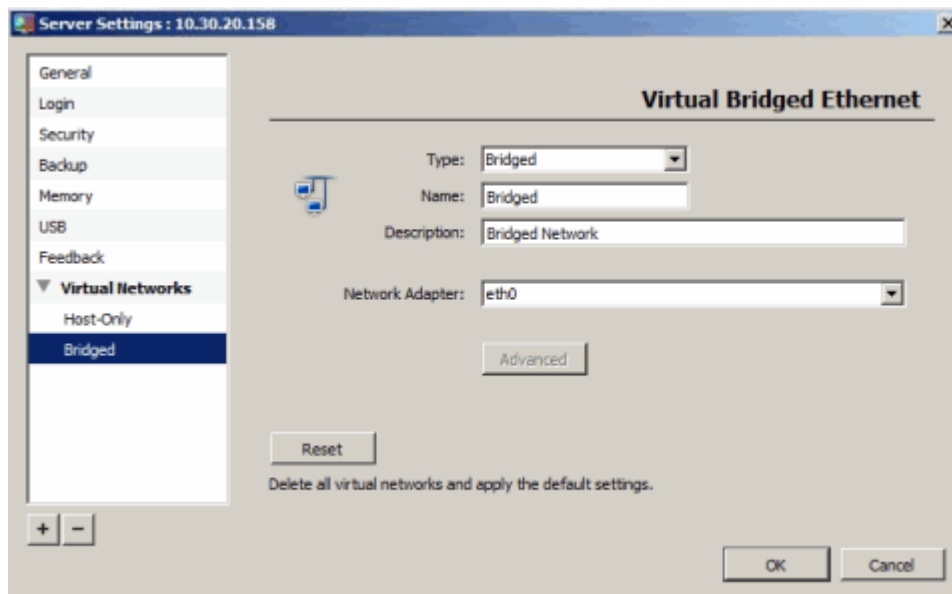 Server Settings : 10.30.20.158
General
Login
Security
Backup
Memory
USB
Feedback
Virtual Networks
Host-Only
Bridged
Virtual Bridged Ethernet
Type: Bridged
Name: Bridged
Description: Bridged Network
Network Adapter: eth0
Advanced
Reset
Delete all virtual networks and apply the default settings.
+ −
OK Cancel